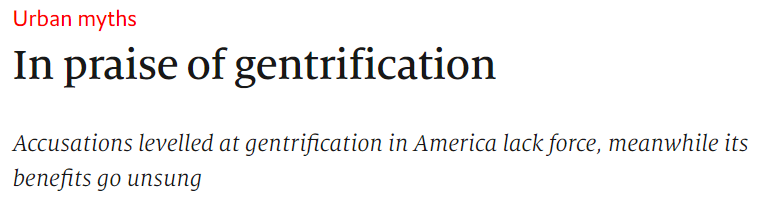 Urban myths
In praise of gentrification
Accusations levelled at gentrification in America lack force, meanwhile its
benefits go unsung